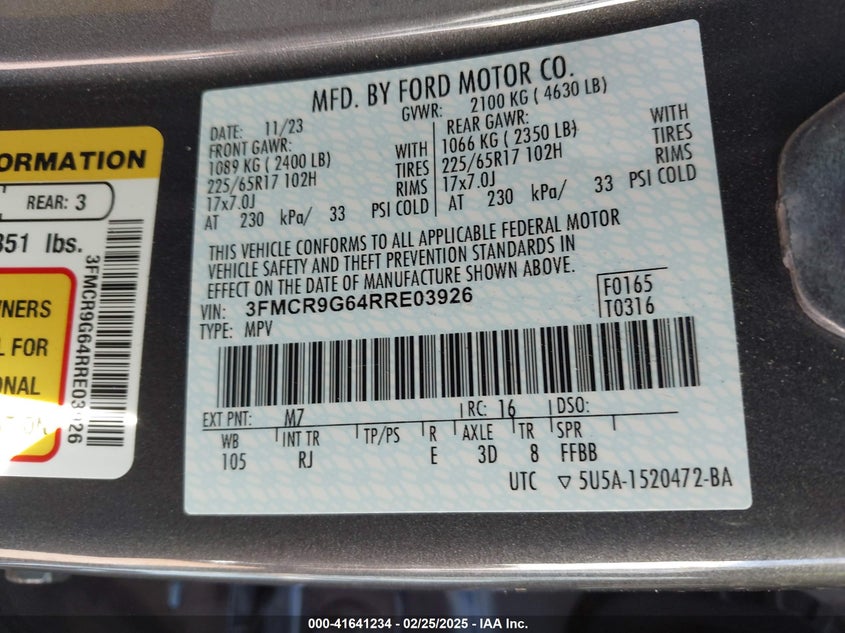 MFD. BY FORD MOTOR CO.
DATE: 11/23 GVWR: 2100 KG ( 4630 LB)
FRONT GAWR: REAR GAWR:
1089 KG (2400 LB) WITH 1066 KG ( 2350 LB) WITH
225/65R17 102H TIRES 225/65R17 102H TIRES
17x7.0J RIMS 17x7.0J RIMS
AT 230 kPa/ 33 PSI COLD AT 230 kPa/ 33 PSI COLD
THIS VEHICLE CONFORMS TO ALL APPLICABLE FEDERAL MOTOR
VEHICLE SAFETY AND THEFT PREVENTION STANDARDS IN
EFFECT ON THE DATE OF MANUFACTURE SHOWN ABOVE.
VIN: 3FMCR9G64RRE03926 F0165
TYPE: MPV T0316
EXT PNT: M7 RC: 16 DSO:
WB INT TR TP/PS R AXLE TR SPR
105 RJ E 3D 8 FFBB
UTC ▽ 5U5A-1520472-BA
ORMATION
REAR: 3
351 lbs.
WNERS
L FOR
ONAL
3FMCR9G64RRE03926
000-41641234 - 02/25/2025 - IAA Inc.